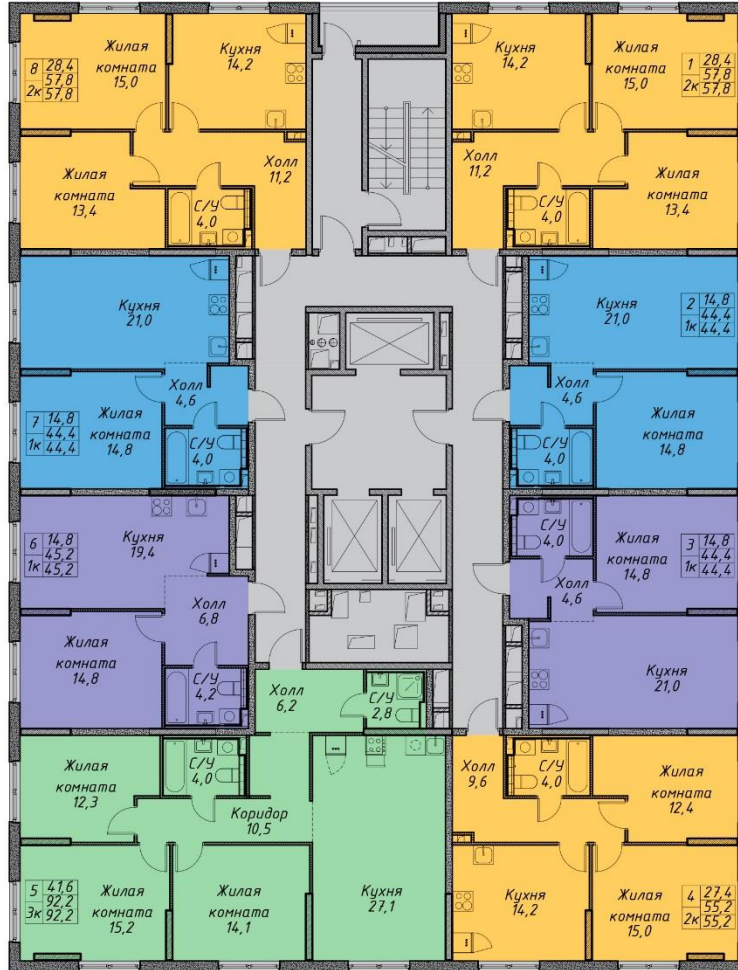 8 28,4
57,8
2к 57,8
Жилая
комната
15,0
Кухня
14,2
Кухня
14,2
Жилая
комната
15,0
1 28,4
57,8
2к 57,8
Жилая
комната
13,4
С/У
4,0
Холл
11,2
Холл
11,2
С/У
4,0
Жилая
комната
13,4
Кухня
21,0
Кухня
21,0
2 14,8
44,4
1к 44,4
7 14,8
44,4
1к 44,4
Жилая
комната
14,8
Холл
4,6
С/У
4,0
Холл
4,6
С/У
4,0
Жилая
комната
14,8
6 14,8
45,2
1к 45,2
Кухня
19,4
С/У
4,0
Жилая
комната
14,8
3 14,8
44,4
1к 44,4
Холл
6,8
Холл
4,6
Жилая
комната
14,8
С/У
4,2
Холл
6,2
С/У
2,8
Кухня
21,0
Жилая
комната
12,3
С/У
4,0
Коридор
10,5
Холл
9,6
С/У
4,0
Жилая
комната
12,4
5 41,6
92,2
3к 92,2
Жилая
комната
15,2
Жилая
комната
14,1
Кухня
27,1
Кухня
14,2
Жилая
комната
15,0
4 27,4
55,2
2к 55,2